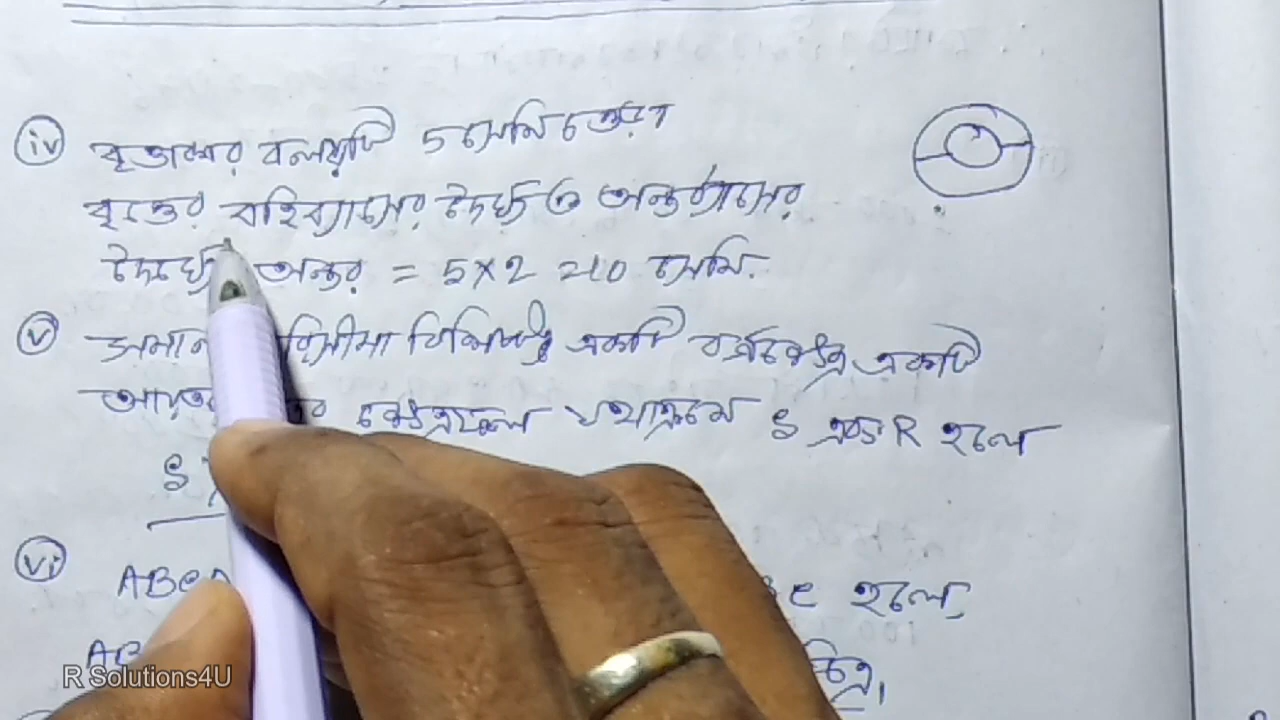 iv বৃত্তাকার বলয়টি 5 সেমি চওড়া
বৃত্তের বহির্ব্যাসের দৈর্ঘ্য ও অন্তর্ব্যাসের
দৈর্ঘ্যের অন্তর = 5 × 2 = 10 সেমি.
v সমান পরিসীমা বিশিষ্ট একটি বর্গক্ষেত্র একটি
ক্ষেত্রফল যথাক্রমে S এবং R হলে
S
vi ABCD হলে
চিত্র।
R Solutions4U